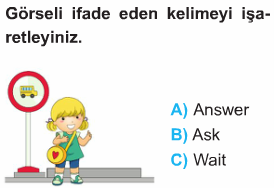 Görseli ifade eden kelimeyi işa-
retleyiniz.
A) Answer
B) Ask
C) Wait